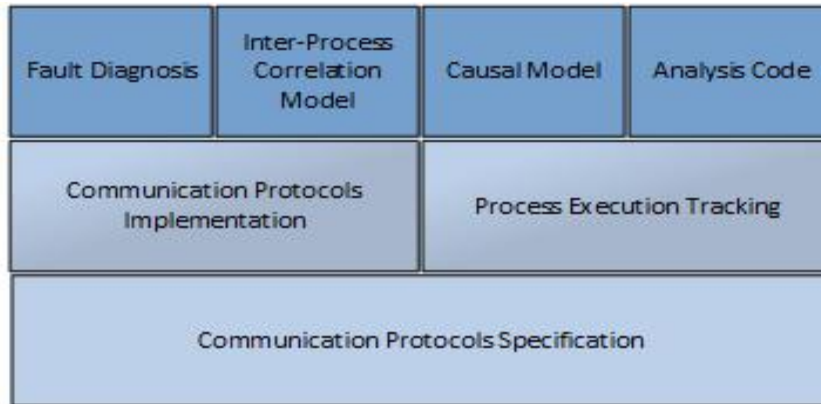 Fault Diagnosis
Inter-Process
Correlation
Model
Causal Model
Analysis Code
Communication Protocols
Implementation
Process Execution Tracking
Communication Protocols Specification